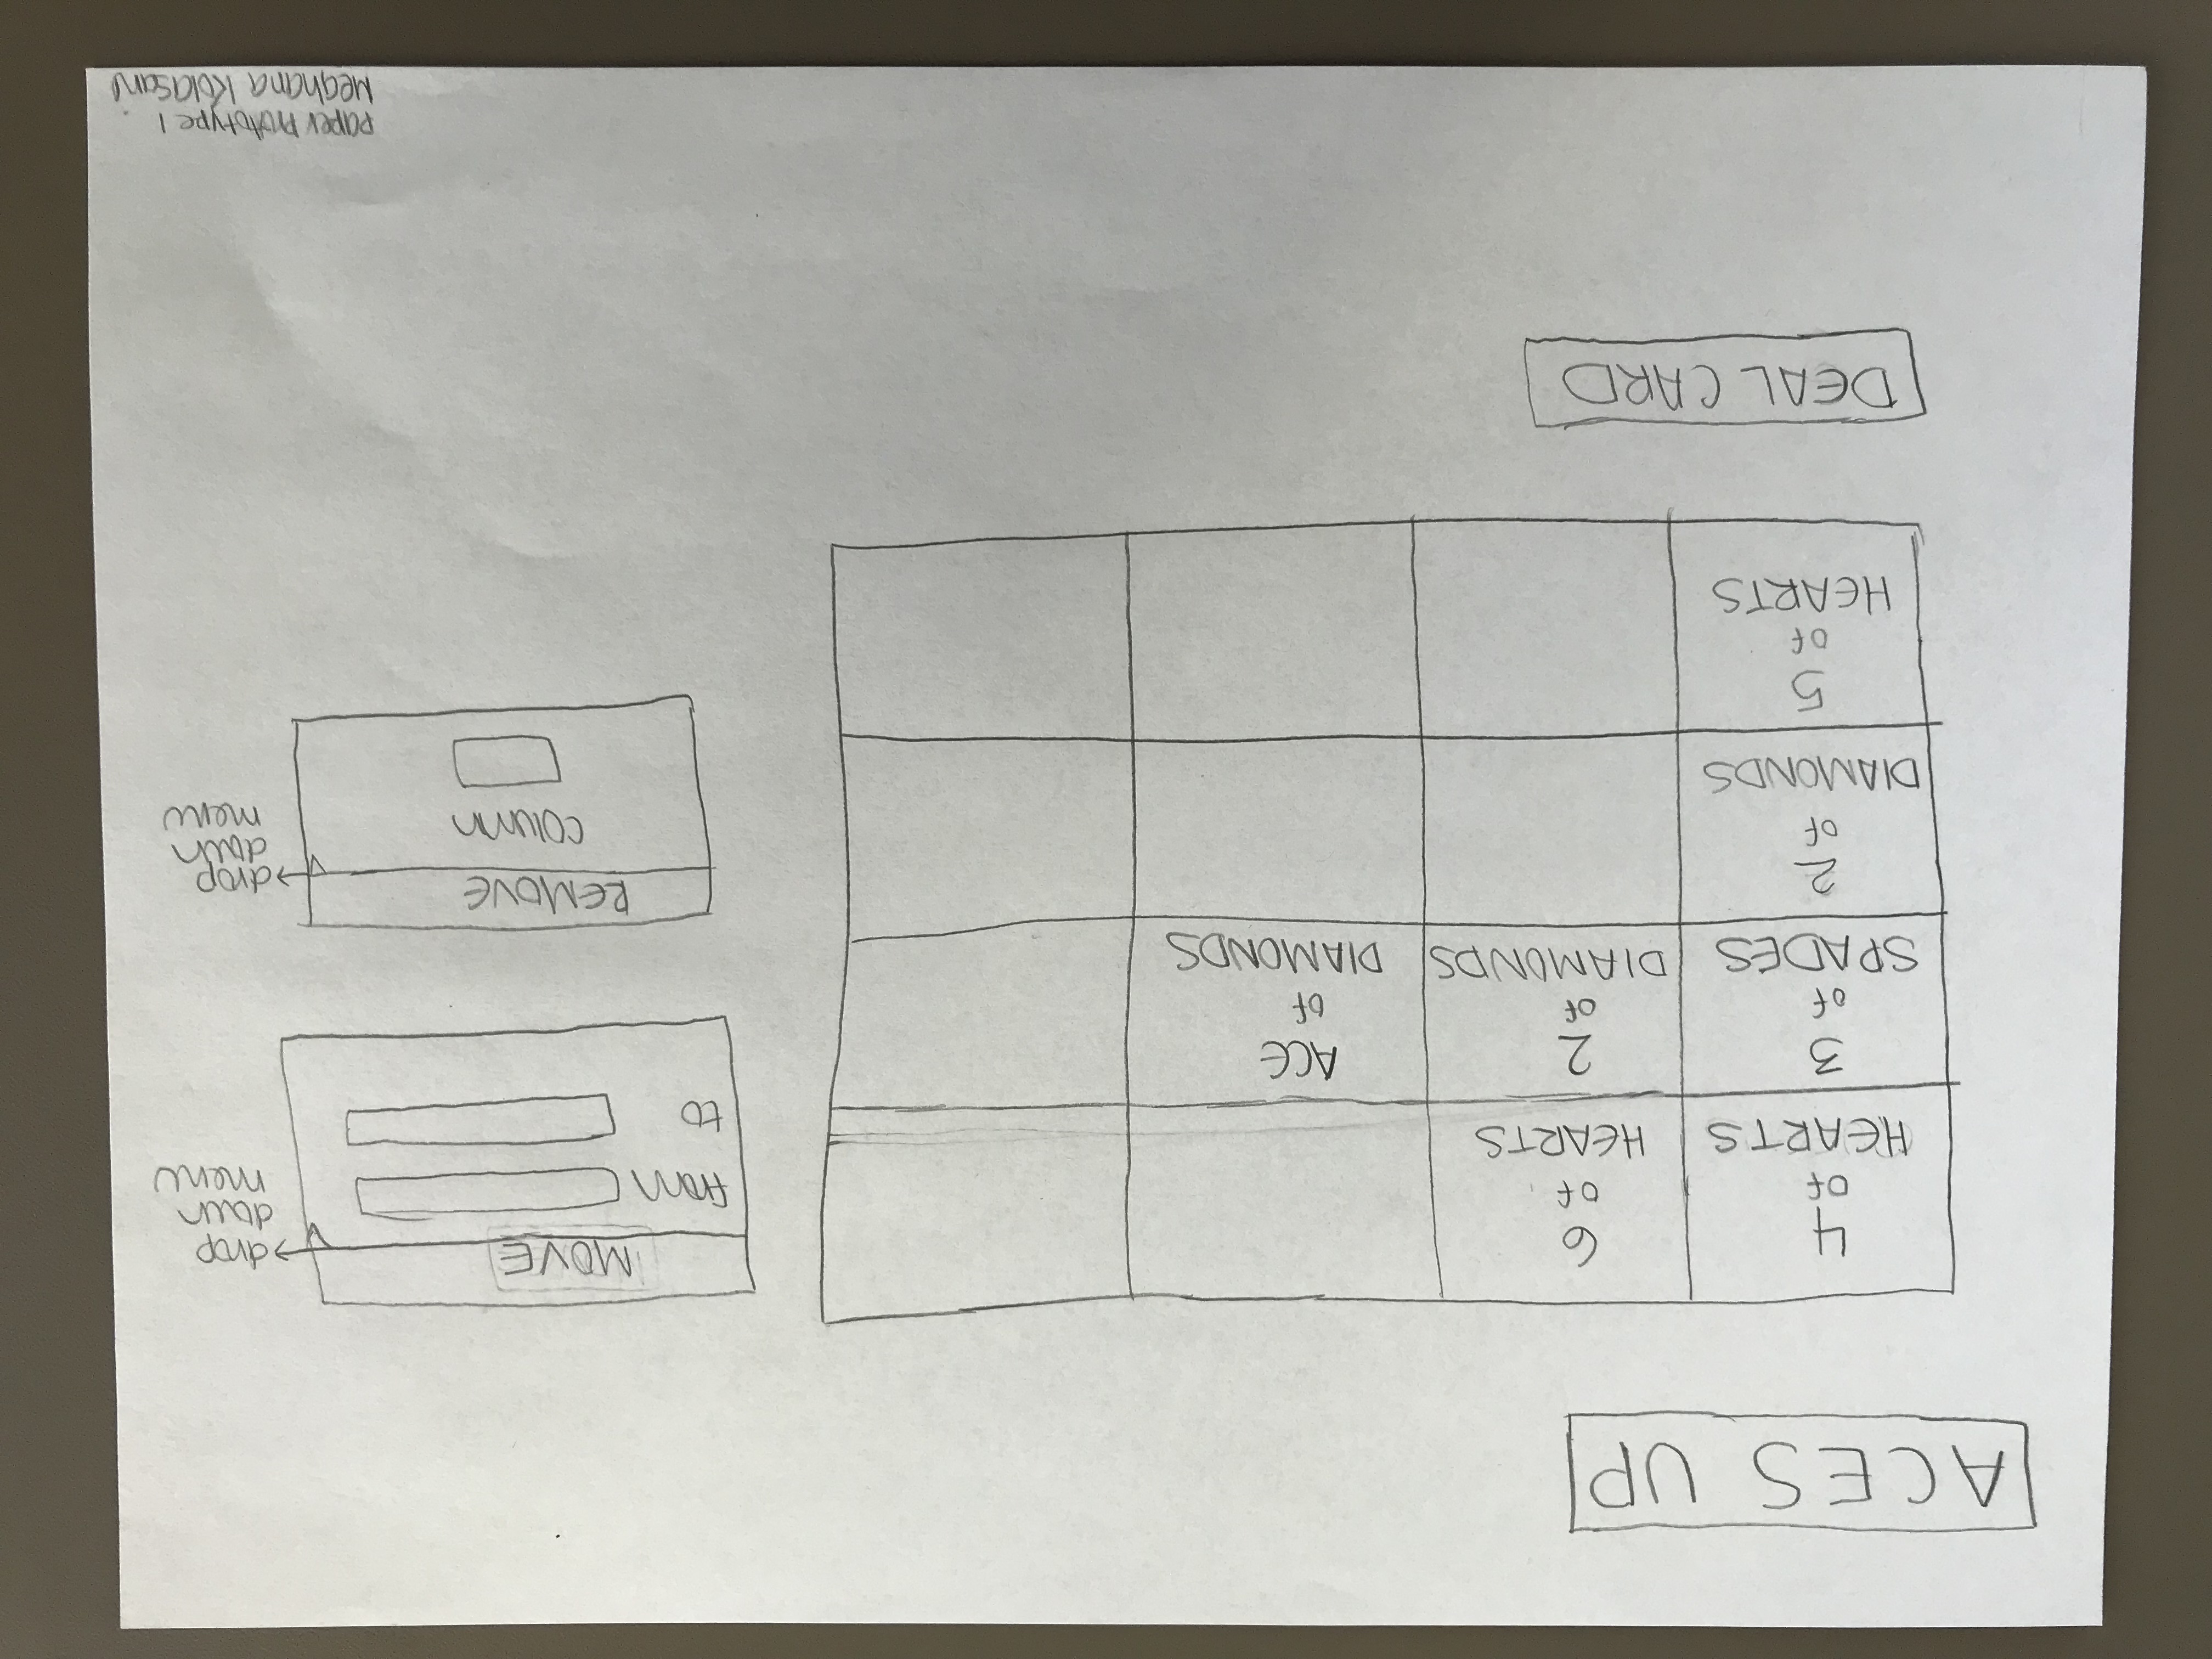 ACES UP
4
of
HEARTS
6
of
HEARTS
3
of
SPADES
2
of
DIAMONDS
ACE
of
DIAMONDS
2
of
DIAMONDS
5
of
HEARTS
MOVE
from
to
drop
down
menu
REMOVE
column
drop
down
menu
DEAL CARD
Paper Prototype 1
Meghana Kolasani